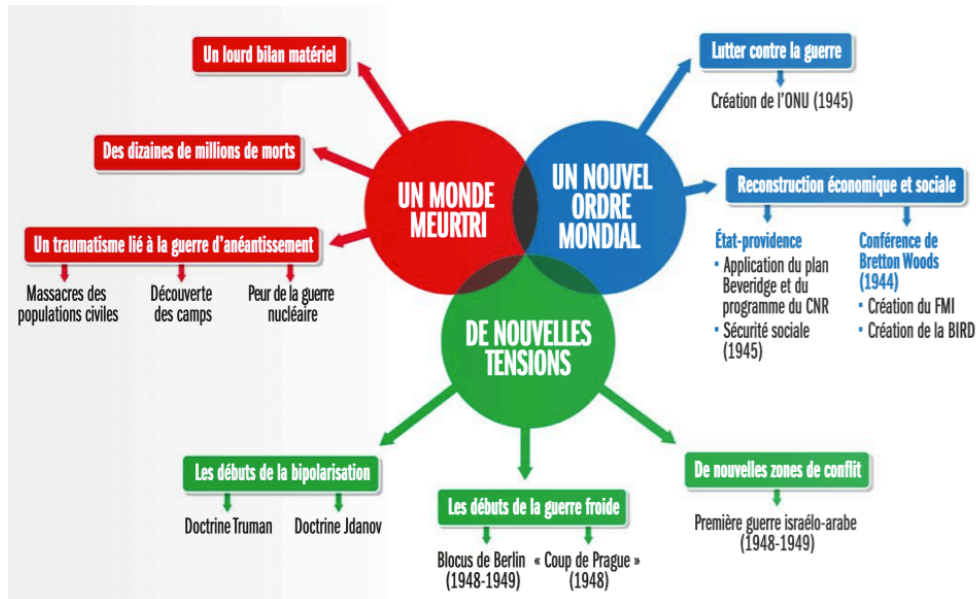 Un lourd bilan matériel
Des dizaines de millions de morts
Un traumatisme lié à la guerre d'anéantissement
Massacres des
populations civiles
Découverte
des camps
Peur de la guerre
nucléaire
UN MONDE
MEURTRI
UN NOUVEL
ORDRE
MONDIAL
Lutter contre la guerre
Création de l'ONU (1945)
Reconstruction économique et sociale
État-providence
• Application du plan
Beveridge et du
programme du CNR
• Sécurité sociale
(1945)
Conférence de
Bretton Woods
(1944)
• Création du FMI
• Création de la BIRD
DE NOUVELLES
TENSIONS
Les débuts de la bipolarisation
Doctrine Truman
Doctrine Jdanov
Les débuts de la guerre froide
Blocus de Berlin
(1948-1949)
« Coup de Prague »
(1948)
De nouvelles zones de conflit
Première guerre israélo-arabe
(1948-1949)